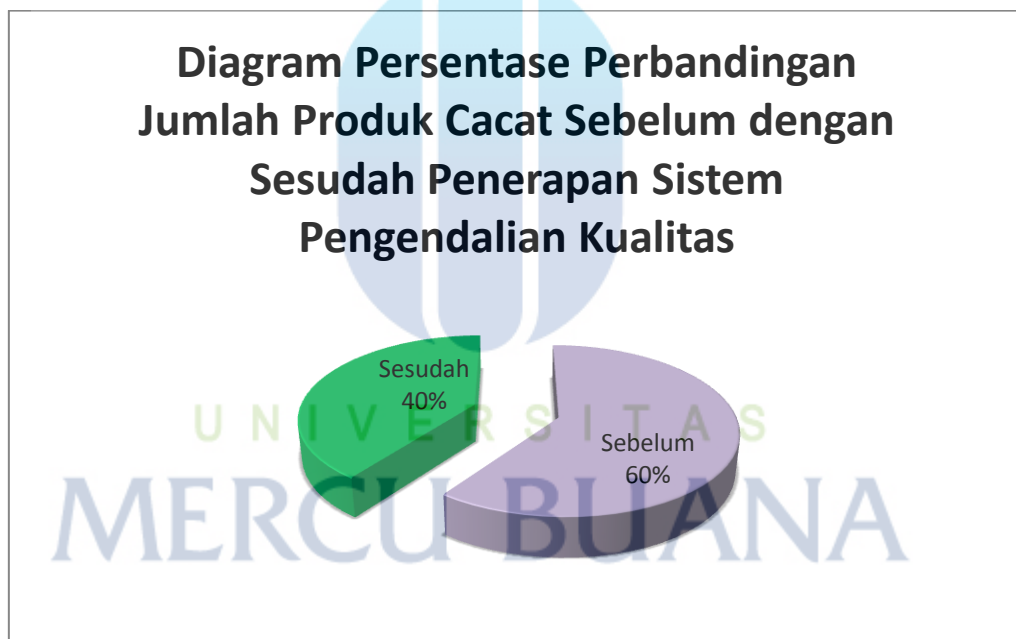 Diagram Persentase Perbandingan
Jumlah Produk Cacat Sebelum dengan
Sesudah Penerapan Sistem
Pengendalian Kualitas
Sesudah
40%
Sebelum
60%
UNIVERSITAS
MERCU BUANA